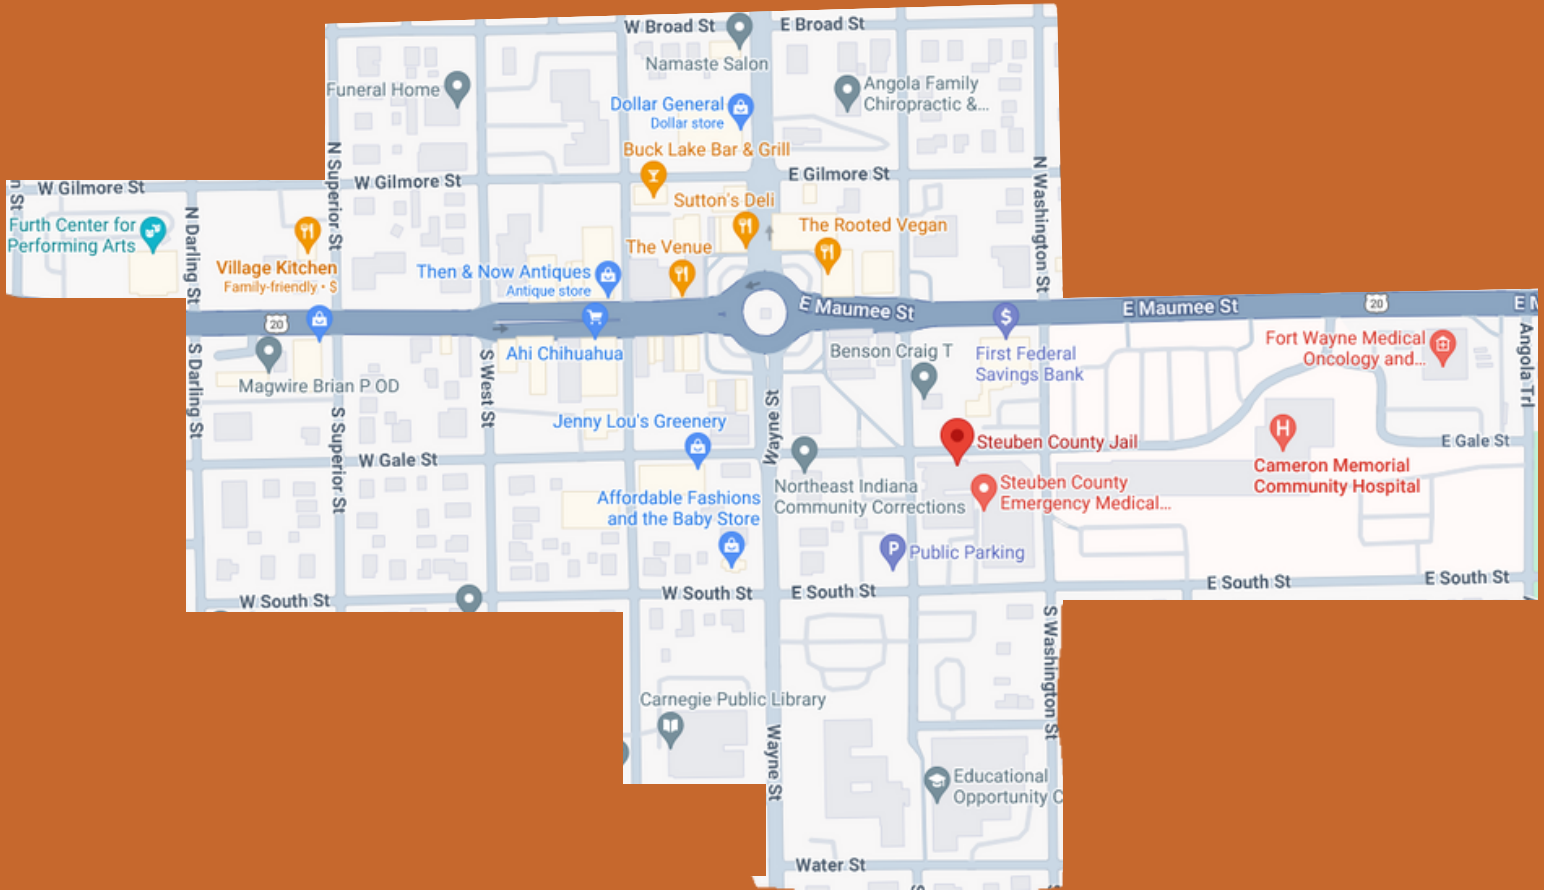 W Broad St
E Broad St
Namaste Salon
Funeral Home
Angola Family
Chiropractic &...
Dollar General
Dollar store
Buck Lake Bar & Grill
N Superior St
W Gilmore St
W Gilmore St
E Gilmore St
N Washington St
n St
Furth Center for
Performing Arts
N Darling St
Sutton's Deli
The Rooted Vegan
The Venue
Village Kitchen
Family-friendly • $
Then & Now Antiques
Antique store
E Maumee St
E Maumee St
20
E M
20
Ahi Chihuahua
Benson Craig T
First Federal
Savings Bank
Fort Wayne Medical
Oncology and...
Angola Trl
S Darling St
Magwire Brian P OD
S West St
Wayne St
Jenny Lou's Greenery
S Superior St
W Gale St
Steuben County Jail
E Gale St
Cameron Memorial
Community Hospital
Northeast Indiana
Community Corrections
Steuben County
Emergency Medical...
Affordable Fashions
and the Baby Store
P
Public Parking
H
$
W South St
W South St
E South St
E South St
E South St
S Washington St
Carnegie Public Library
Wayne St
Educational
Opportunity C
Water St